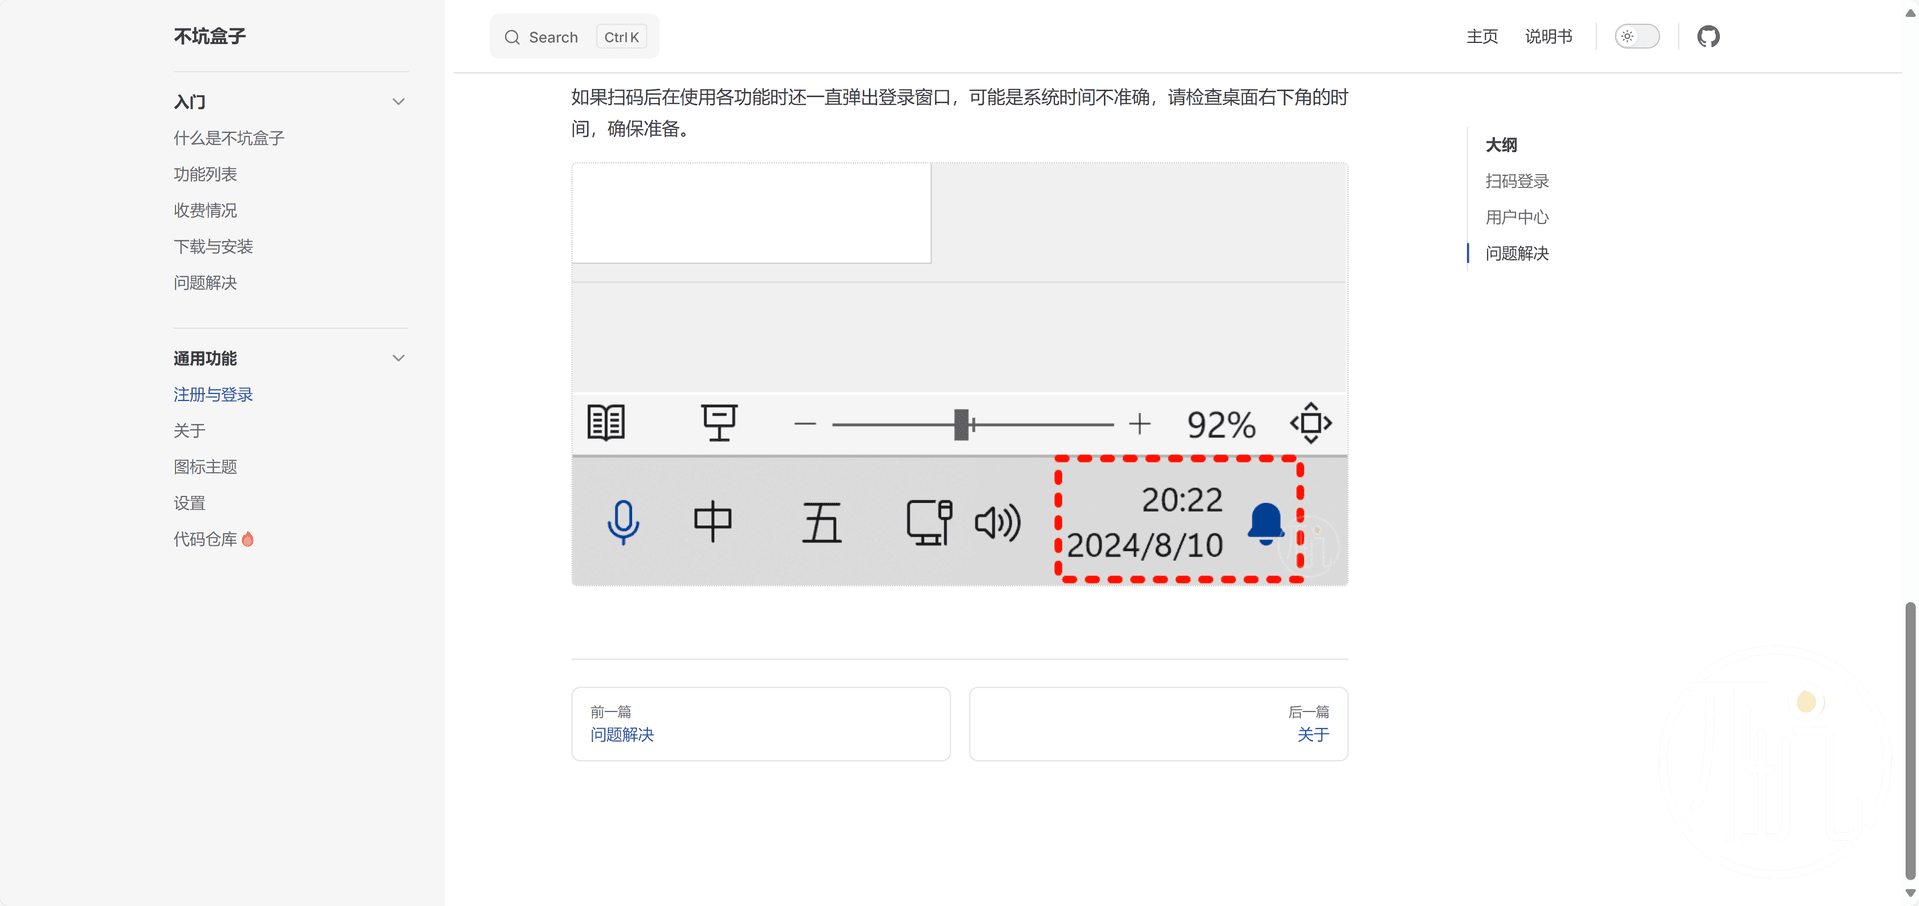 不坑盒子
Search
Ctrl K
主页
说明书
入门
什么是不坑盒子
功能列表
收费情况
下载与安装
问题解决
通用功能
注册与登录
关于
图标主题
设置
代码仓库
如果扫码后在使用各功能时还一直弹出登录窗口，可能是系统时间不准确，请检查桌面右下角的时
间，确保准备。
92%
中
五
20:22
2024/8/10
前一篇
问题解决
后一篇
关于
大纲
扫码登录
用户中心
问题解决